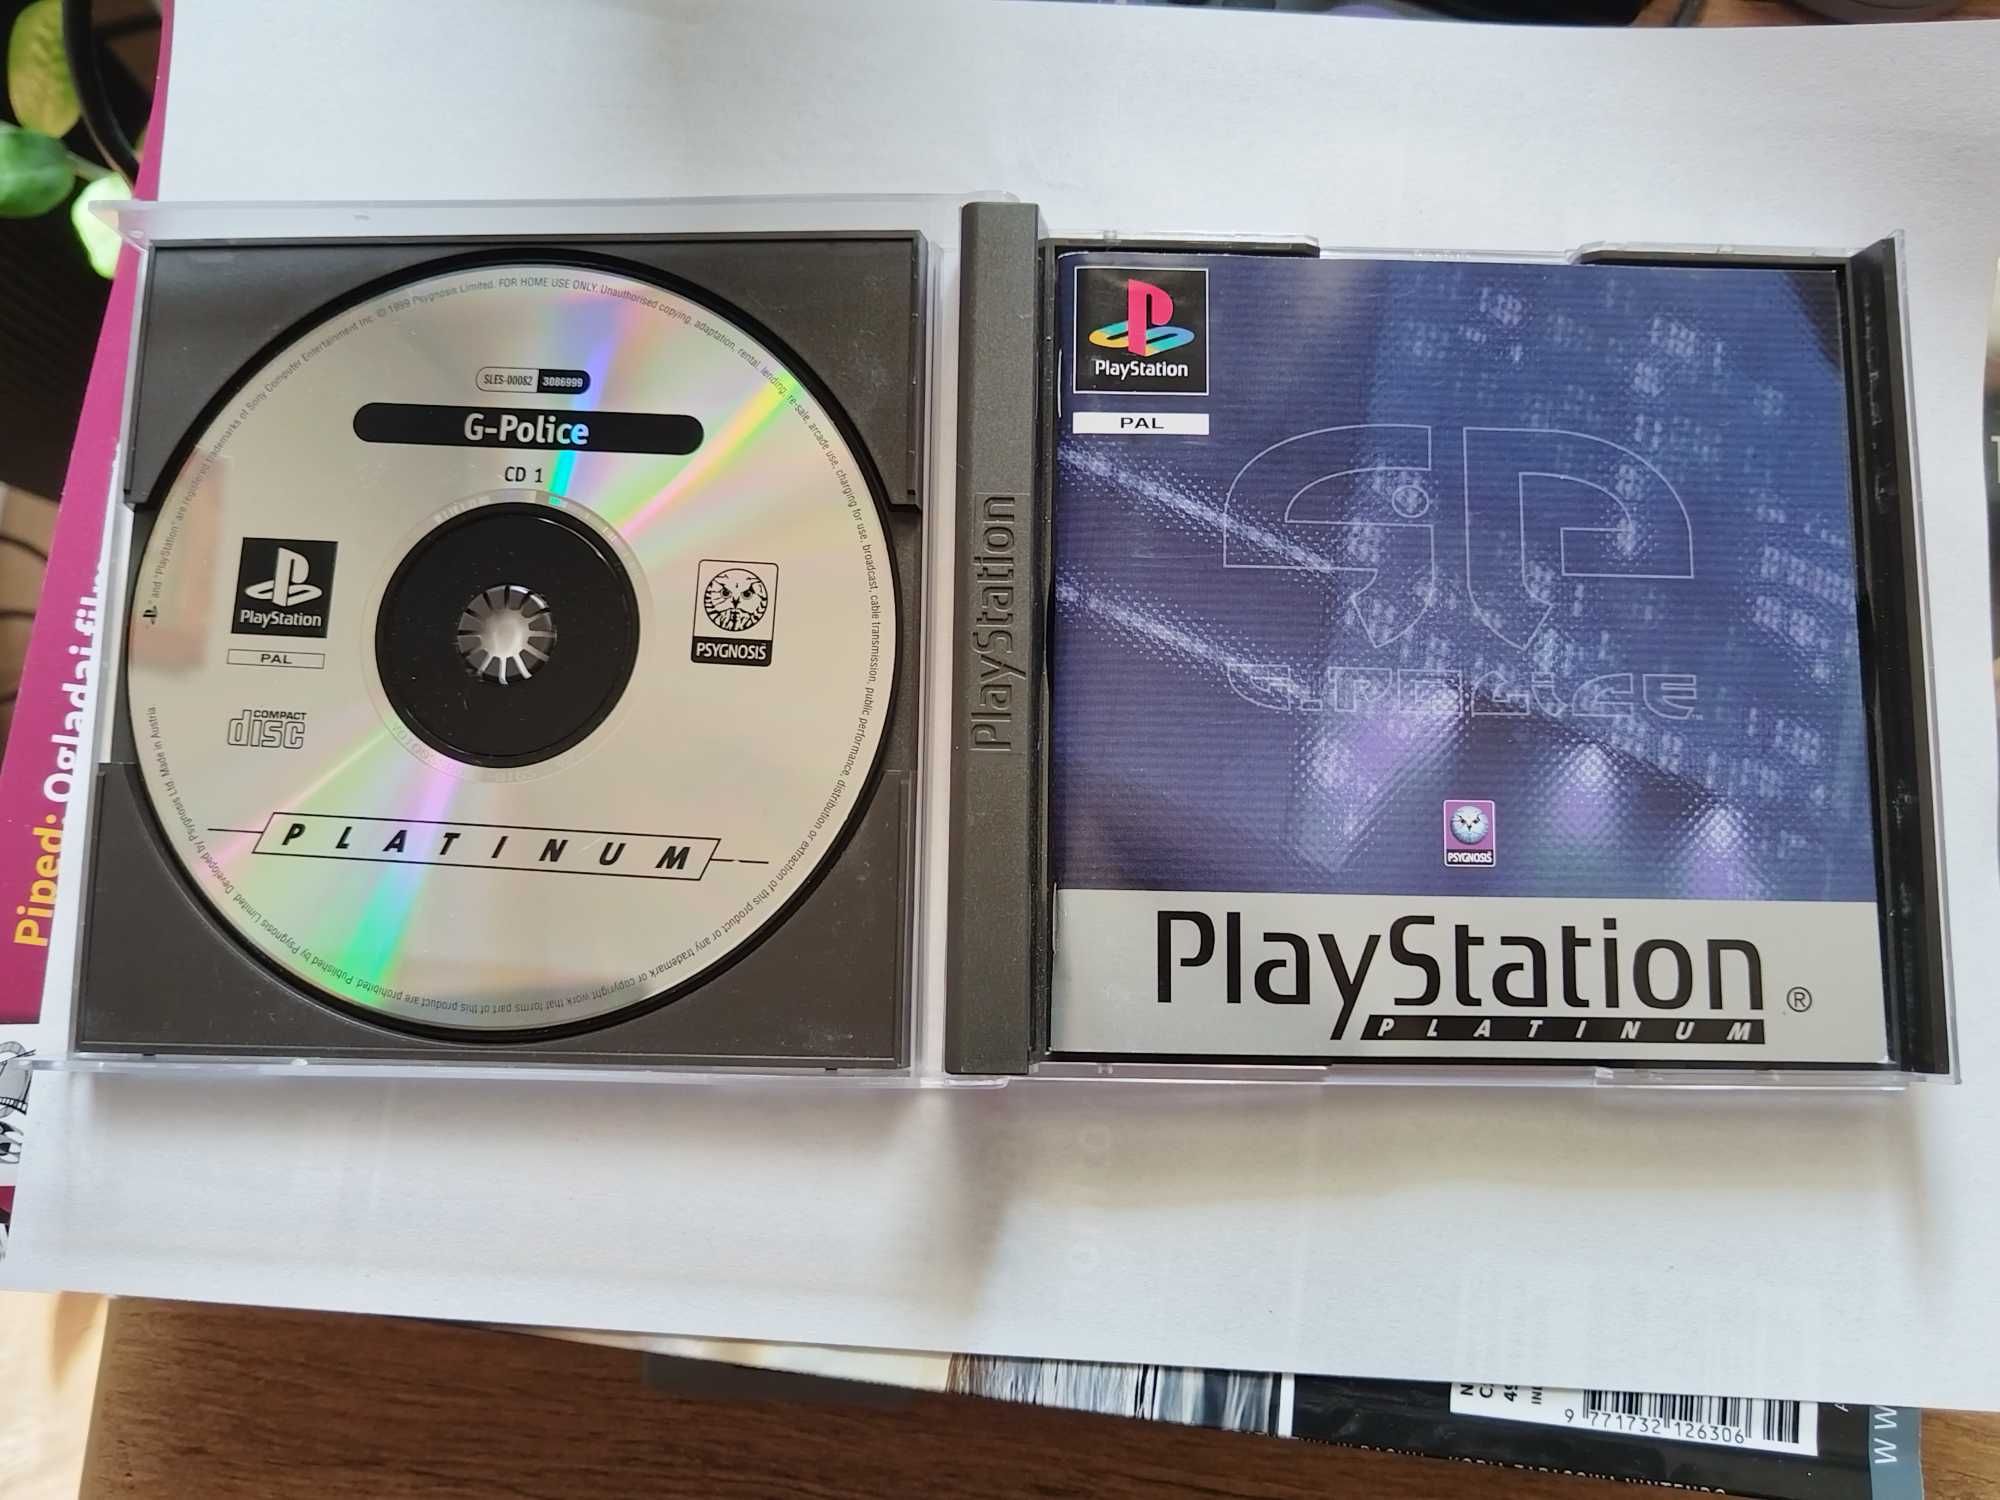 " and "PlayStation" are registered trademarks of Sony Computer Entertainment Inc. © 1999 Psygnosis Limited. FOR HOME USE ONLY. Unauthorised copying, adaptation, rental, lending, re-sale, arcade use, charging for use, broadcast, cable transmission, public performance, distribution or extraction of this product or any trademark or copyright work that forms part of this product are prohibited. Published by Psygnosis Limited. Developed by Psygnosis Ltd. Made in Austria
SLES-00082 3086999
G-Police
CD 1
PlayStation
PAL
PSYGNOSIS
COMPACT
disc
PLATINUM
PlayStation
PlayStation
PAL
G-POLICE
PSYGNOSIS
PlayStation ®
PLATINUM
Piped: Oglądaj film
9 771732 126306